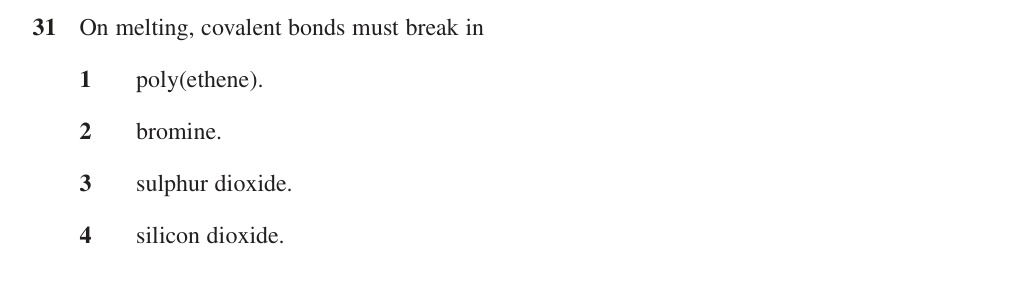 31 On melting, covalent bonds must break in
1 poly(ethene).
2 bromine.
3 sulphur dioxide.
4 silicon dioxide.